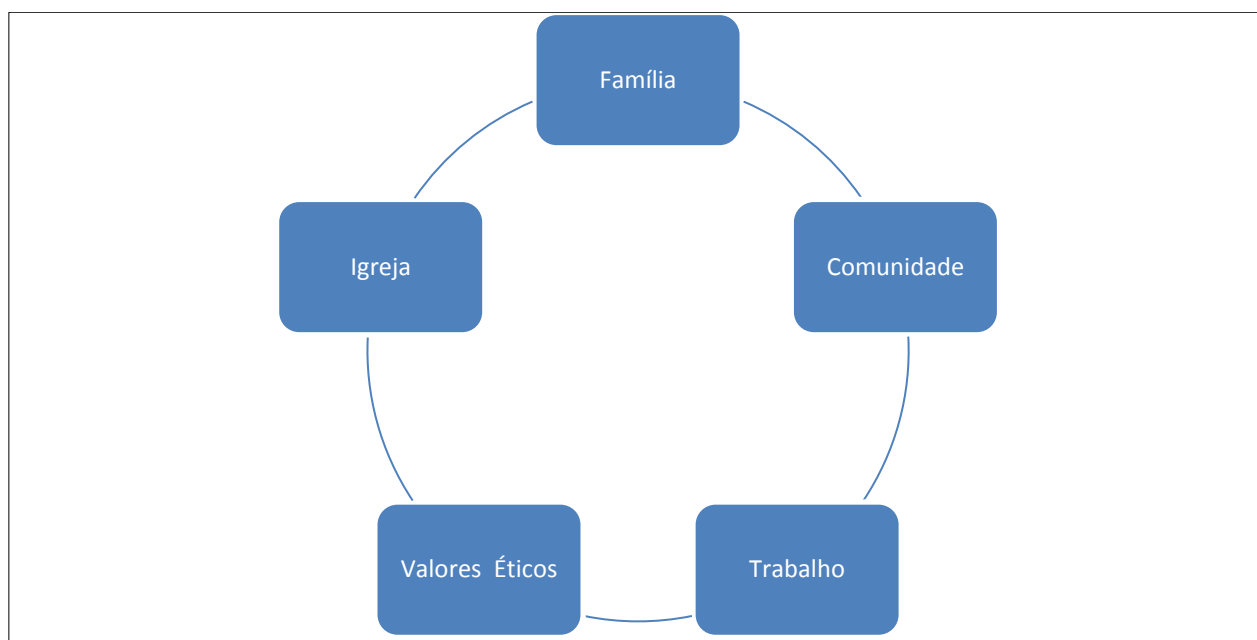 Família
Igreja
Comunidade
Valores Éticos
Trabalho